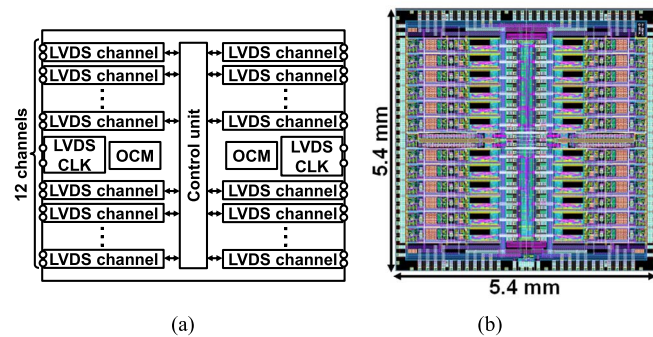 LVDS channel
LVDS channel
LVDS channel
LVDS CLK
OCM
LVDS channel
LVDS channel
LVDS channel
12 channels
Control unit
LVDS channel
LVDS channel
LVDS channel
OCM
LVDS CLK
LVDS channel
LVDS channel
LVDS channel
5.4 mm
5.4 mm
(a)
(b)